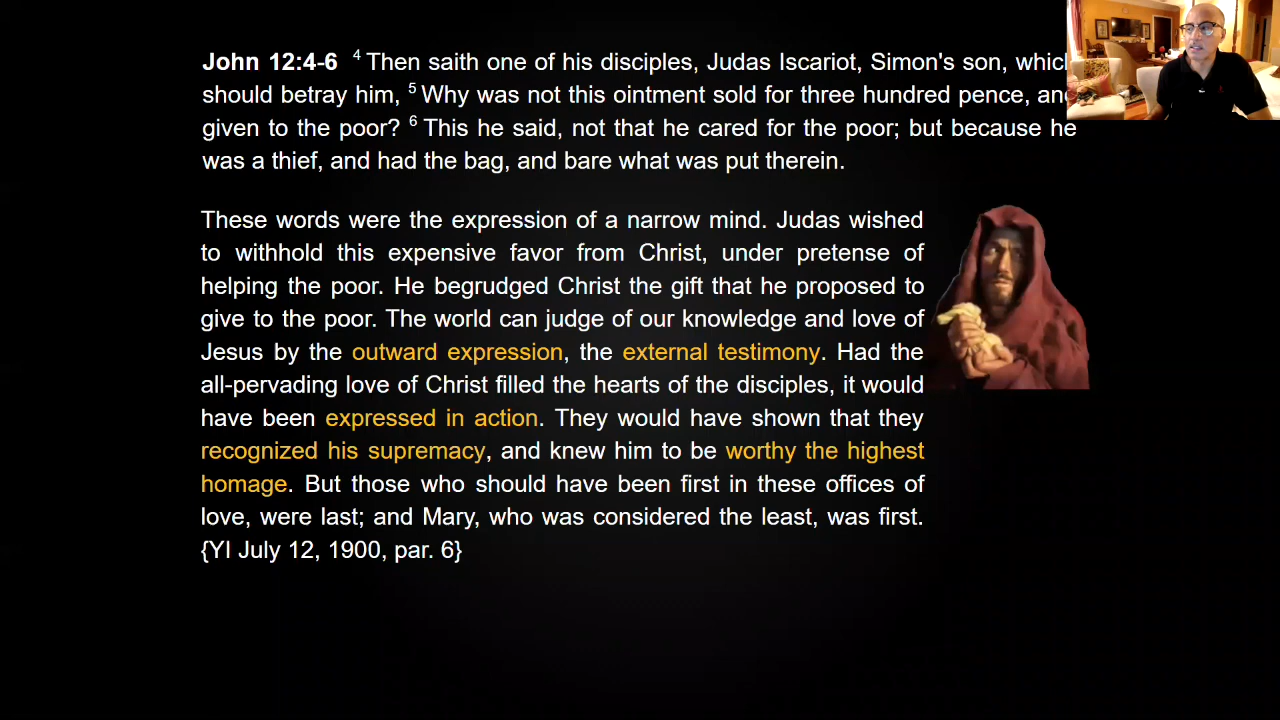 John 12:4-6 4 Then saith one of his disciples, Judas Iscariot, Simon's son, which
should betray him, 5 Why was not this ointment sold for three hundred pence, and
given to the poor? 6 This he said, not that he cared for the poor; but because he
was a thief, and had the bag, and bare what was put therein.
These words were the expression of a narrow mind. Judas wished
to withhold this expensive favor from Christ, under pretense of
helping the poor. He begrudged Christ the gift that he proposed to
give to the poor. The world can judge of our knowledge and love of
Jesus by the outward expression, the external testimony. Had the
all-pervading love of Christ filled the hearts of the disciples, it would
have been expressed in action. They would have shown that they
recognized his supremacy, and knew him to be worthy the highest
homage. But those who should have been first in these offices of
love, were last; and Mary, who was considered the least, was first.
{YI July 12, 1900, par. 6}